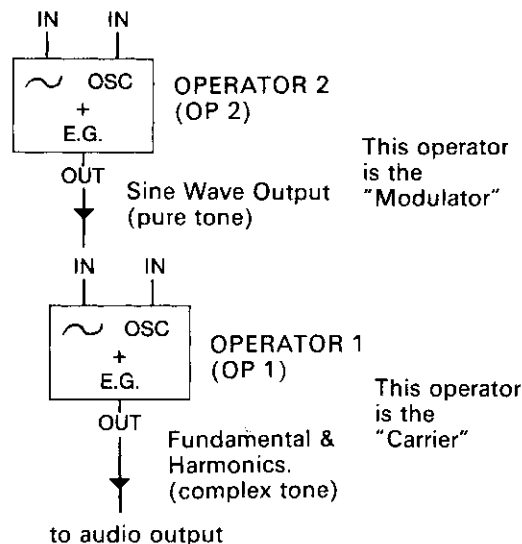 IN IN
OSC
+
E.G.
OPERATOR 2
(OP 2)
This operator
is the
"Modulator"
OUT
Sine Wave Output
(pure tone)
IN IN
OSC
+
E.G.
OPERATOR 1
(OP 1)
This operator
is the
"Carrier"
OUT
Fundamental &
Harmonics.
(complex tone)
to audio output